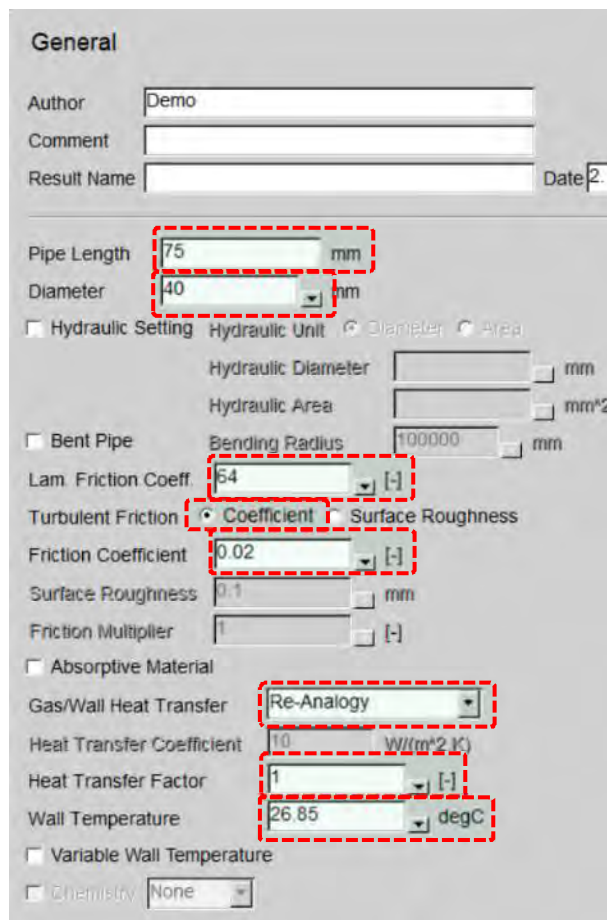 General
Author Demo
Comment
Result Name Date 2.
Pipe Length 75 mm
Diameter 40 mm
Hydraulic Setting Hydraulic Unit Diameter Area
Hydraulic Diameter mm
Hydraulic Area mm^2
Bent Pipe Bending Radius 100000 mm
Lam. Friction Coeff. 64 [-]
Turbulent Friction Coefficient Surface Roughness
Friction Coefficient 0.02 [-]
Surface Roughness 0.1 mm
Friction Multiplier 1 [-]
Absorptive Material
Gas/Wall Heat Transfer Re-Analogy
Heat Transfer Coefficient 10 W/(m^2.K)
Heat Transfer Factor 1 [-]
Wall Temperature 26.85 degC
Variable Wall Temperature
Chemistry None